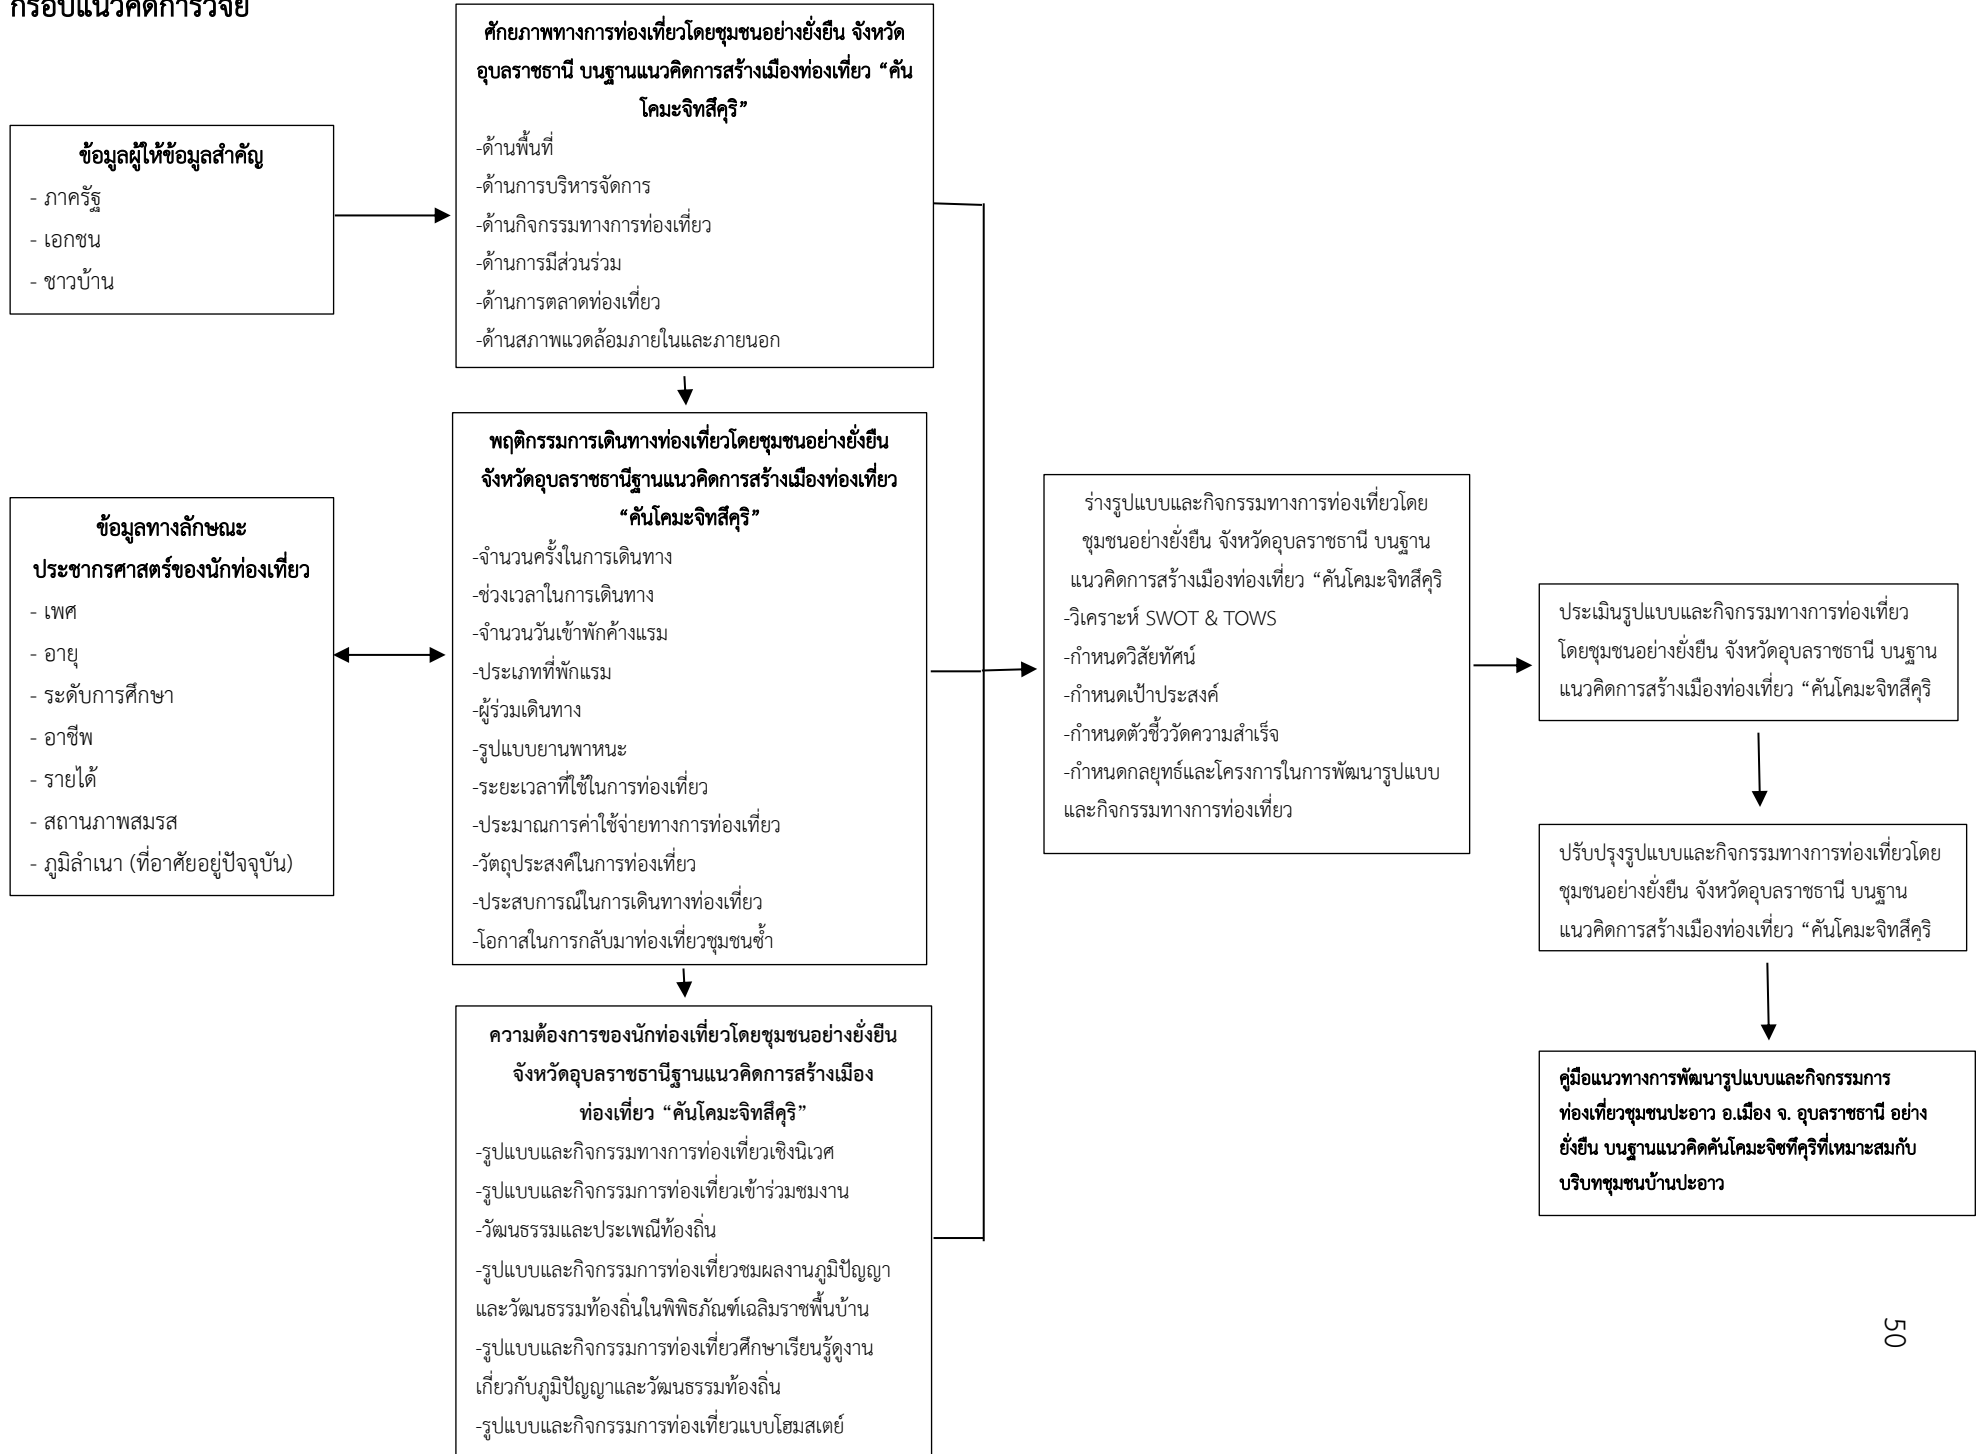 กรอบแนวคิดการวิจัย
ข้อมูลผู้ให้ข้อมูลสำคัญ
- ภาครัฐ
- เอกชน
- ชาวบ้าน
ข้อมูลทางลักษณะ
ประชากรศาสตร์ของนักท่องเที่ยว
- เพศ
- อายุ
- ระดับการศึกษา
- อาชีพ
- รายได้
- สถานภาพสมรส
- ภูมิลำเนา (ที่อาศัยอยู่ปัจจุบัน)
ศักยภาพทางการท่องเที่ยวโดยชุมชนอย่างยั่งยืน จังหวัด
อุบลราชธานี บนฐานแนวคิดการสร้างเมืองท่องเที่ยว “คัน
โคมะจิทสึคุริ”
-ด้านพื้นที่
-ด้านการบริหารจัดการ
-ด้านกิจกรรมทางการท่องเที่ยว
-ด้านการมีส่วนร่วม
-ด้านการตลาดท่องเที่ยว
-ด้านสภาพแวดล้อมภายในและภายนอก
พฤติกรรมการเดินทางท่องเที่ยวโดยชุมชนอย่างยั่งยืน
จังหวัดอุบลราชธานีฐานแนวคิดการสร้างเมืองท่องเที่ยว
“คันโคมะจิทสึคุริ”
-จำนวนครั้งในการเดินทาง
-ช่วงเวลาในการเดินทาง
-จำนวนวันเข้าพักค้างแรม
-ประเภทที่พักแรม
-ผู้ร่วมเดินทาง
-รูปแบบยานพาหนะ
-ระยะเวลาที่ใช้ในการท่องเที่ยว
-ประมาณการค่าใช้จ่ายทางการท่องเที่ยว
-วัตถุประสงค์ในการท่องเที่ยว
-ประสบการณ์ในการเดินทางท่องเที่ยว
-โอกาสในการกลับมาท่องเที่ยวชุมชนซ้ำ
ความต้องการของนักท่องเที่ยวโดยชุมชนอย่างยั่งยืน
จังหวัดอุบลราชธานีฐานแนวคิดการสร้างเมือง
ท่องเที่ยว “คันโคมะจิทสึคุริ”
-รูปแบบและกิจกรรมทางการท่องเที่ยวเชิงนิเวศ
-รูปแบบและกิจกรรมการท่องเที่ยวเข้าร่วมชมงาน
-วัฒนธรรมและประเพณีท้องถิ่น
-รูปแบบและกิจกรรมการท่องเที่ยวชมผลงานภูมิปัญญา
และวัฒนธรรมท้องถิ่นในพิพิธภัณฑ์เฉลิมราชพื้นบ้าน
-รูปแบบและกิจกรรมการท่องเที่ยวศึกษาเรียนรู้ดูงาน
เกี่ยวกับภูมิปัญญาและวัฒนธรรมท้องถิ่น
-รูปแบบและกิจกรรมการท่องเที่ยวแบบโฮมสเตย์
ร่างรูปแบบและกิจกรรมทางการท่องเที่ยวโดย
ชุมชนอย่างยั่งยืน จังหวัดอุบลราชธานี บนฐาน
แนวคิดการสร้างเมืองท่องเที่ยว “คันโคมะจิทสึคุริ
-วิเคราะห์ SWOT & TOWS
-กำหนดวิสัยทัศน์
-กำหนดเป้าประสงค์
-กำหนดตัวชี้ววัดความสำเร็จ
-กำหนดกลยุทธ์และโครงการในการพัฒนารูปแบบ
และกิจกรรมทางการท่องเที่ยว
ประเมินรูปแบบและกิจกรรมทางการท่องเที่ยว
โดยชุมชนอย่างยั่งยืน จังหวัดอุบลราชธานี บนฐาน
แนวคิดการสร้างเมืองท่องเที่ยว “คันโคมะจิทสึคุริ
ปรับปรุงรูปแบบและกิจกรรมทางการท่องเที่ยวโดย
ชุมชนอย่างยั่งยืน จังหวัดอุบลราชธานี บนฐาน
แนวคิดการสร้างเมืองท่องเที่ยว “คันโคมะจิทสึคุริ
คู่มือแนวทางการพัฒนารูปแบบและกิจกรรมการ
ท่องเที่ยวชุมชนปะอาว อ.เมือง จ. อุบลราชธานี อย่าง
ยั่งยืน บนฐานแนวคิดคันโคมะจิซทึคุริที่เหมาะสมกับ
บริบทชุมชนบ้านปะอาว
50